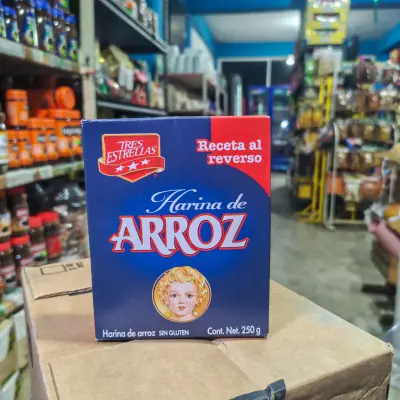 TRES
ESTRELLAS
Receta al
reverso
Harina de
ARROZ
Harina de arroz SIN GLUTEN
Cont. Net. 250 g